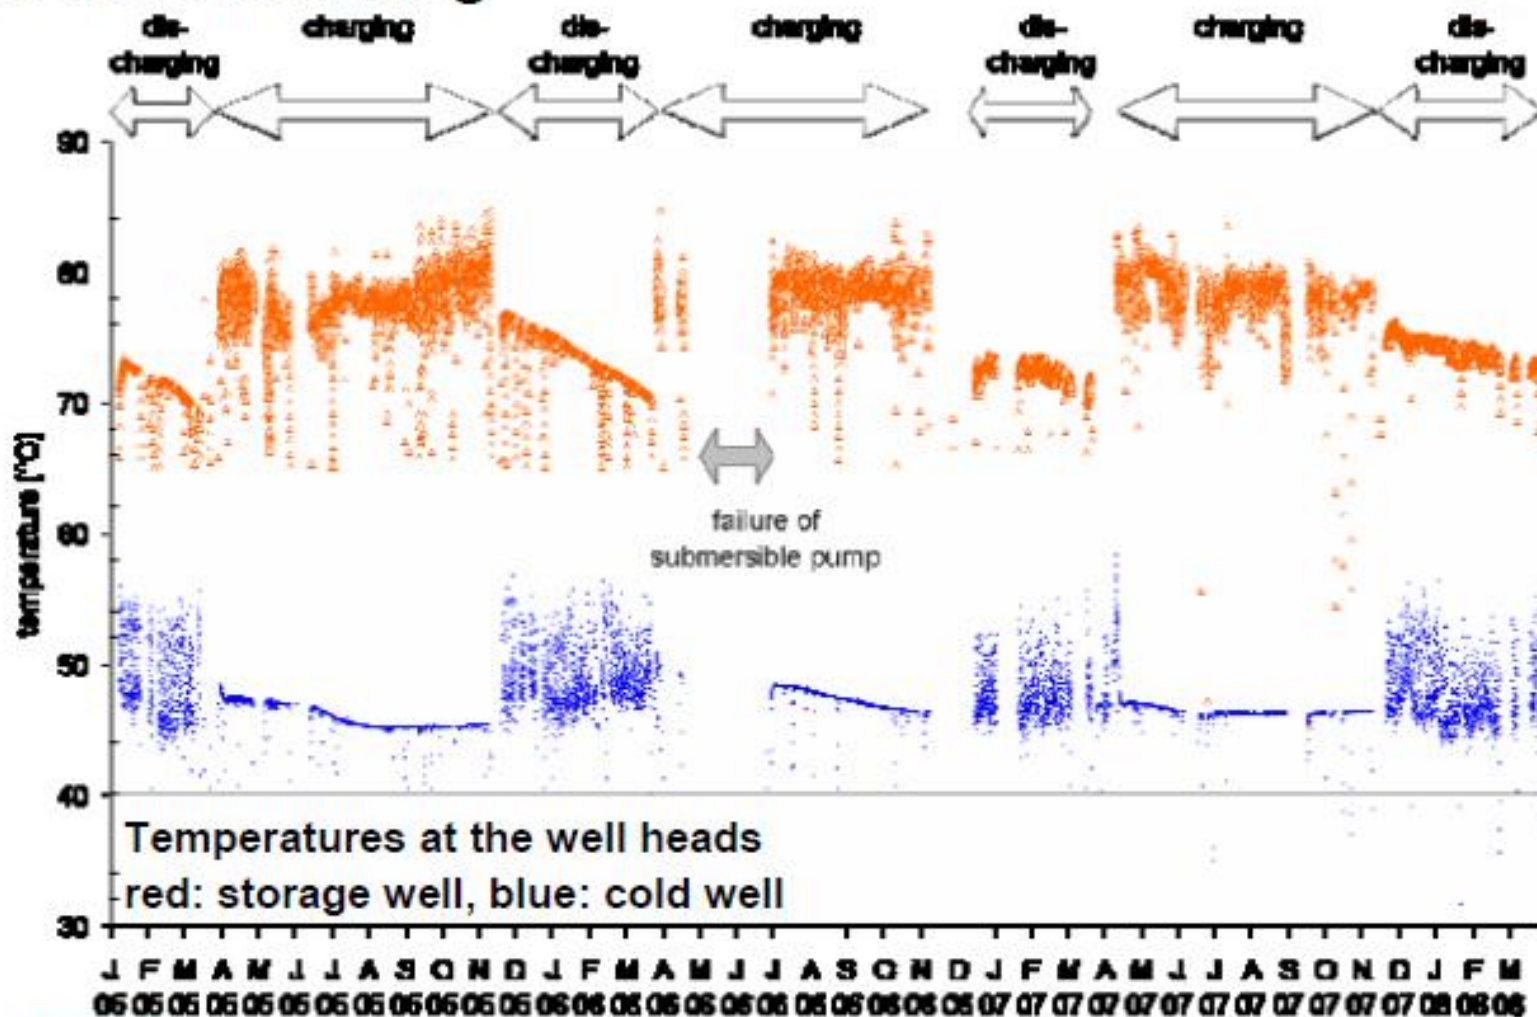 dis-
charging
charging
dis-
charging
charging
dis-
charging
charging
dis-
charging
90
80
70
60
50
40
30
temperature [°C]
failure of
submersible pump
Temperatures at the well heads
red: storage well, blue: cold well
J F M A M J J A S O N D J F M A M J J A S O N D J F M A M J J A S O N D J F M